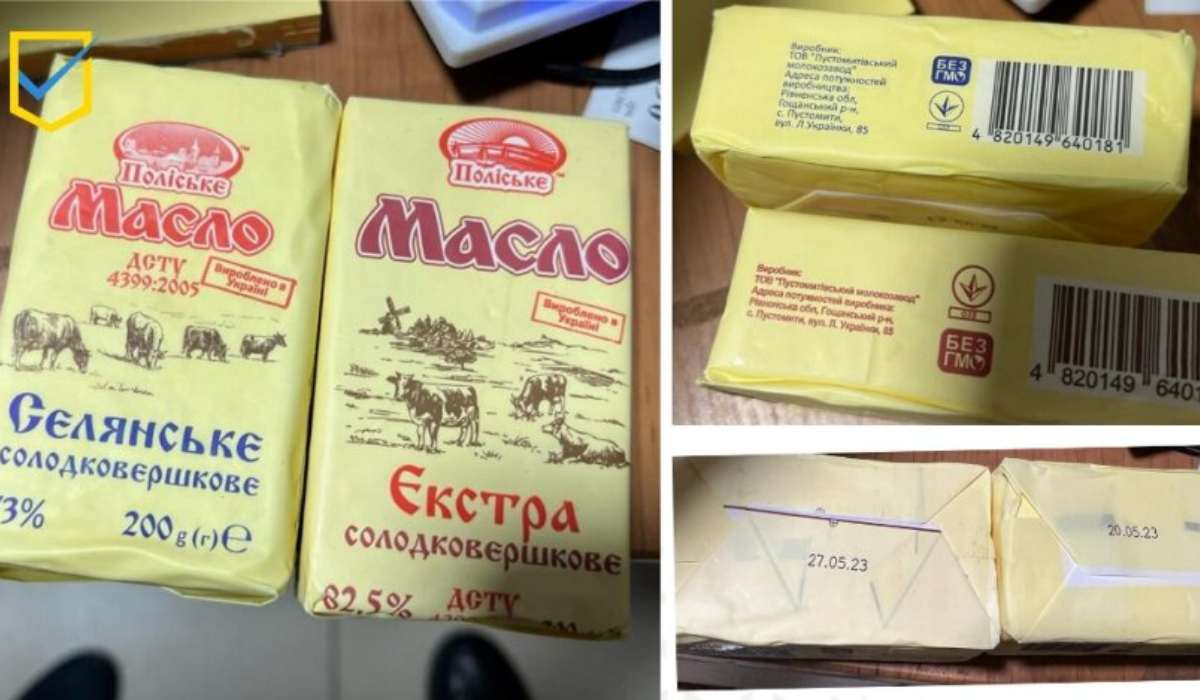 Поліське
Масло
ДСТУ
4399:2005
Вироблено в
Україні
Селянське
солодковершкове
73%
200 g (г) e
Поліське
Масло
Вироблено в
Україні
Екстра
солодковершкове
82.5% ДСТУ
Виробник:
ТОВ "Пустомитівський
молокозавод"
Адреса потужностей
виробництва:
Рівненська обл,
Гощанський р-н,
с. Пустомити,
вул. Л.Українки, 85
БЕЗ
ГМО
4 820149 640181
Виробник:
ТОВ "Пустомитівський молокозавод"
Адреса потужностей виробника:
Рівненська обл, Гощанський р-н,
с. Пустомити, вул. Л. Українки, 85
БЕЗ
ГМО
4 820149 640
27.05.23
20.05.23